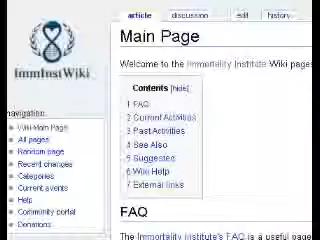 ImmInstWiki
article discussion edit history
Main Page
Welcome to the Immortality Institute Wiki pages
Contents [hide]
1 FAQ
2 Current Activities
3 Past Activities
4 See Also
5 Suggested
6 Wiki Help
7 External links
navigation
Wiki Main Page
All pages
Random page
Recent changes
Categories
Current events
Help
Community portal
Donations
FAQ
The Immortality Institute's FAQ is a useful page